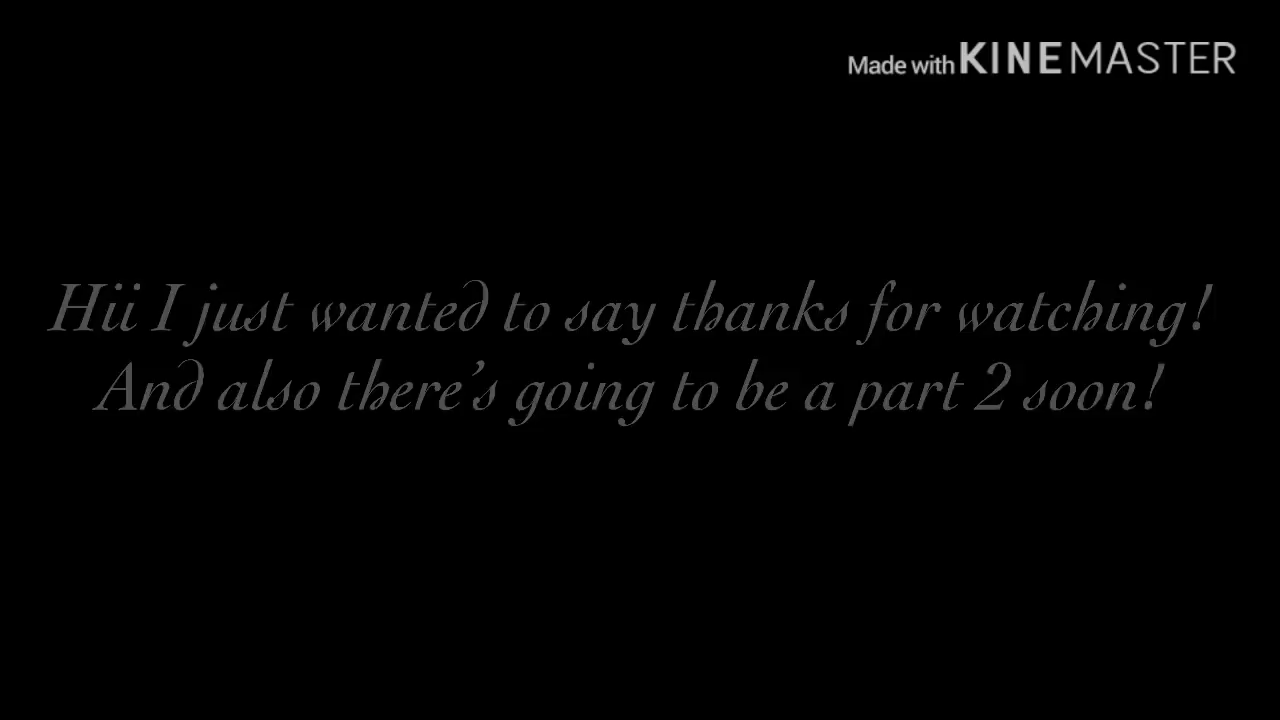 Made with KINEMASTER
Hii I just wanted to say thanks for watching!
And also there's going to be a part 2 soon!